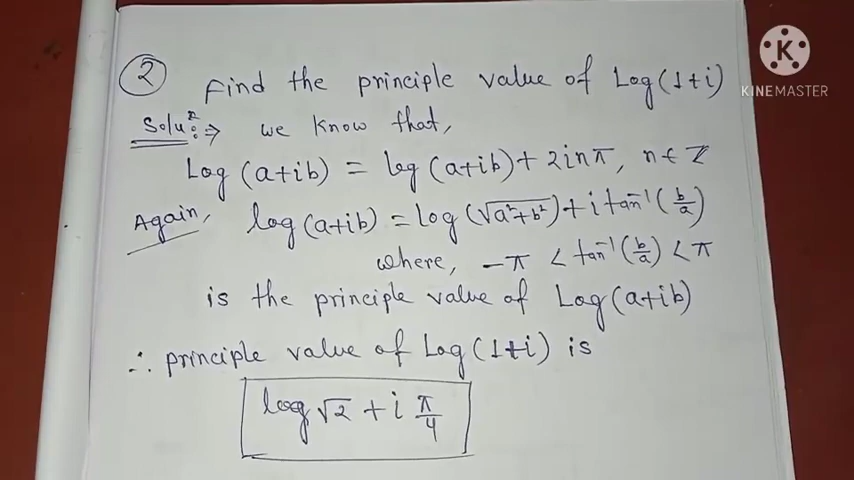 K
KINEMASTER
② Find the principle value of Log(1+i)
Soluⁿ:⇒ we know that,
Log(a+ib) = log(a+ib)+2inπ, n∈Z
Again, log(a+ib) = log(√a²+b²)+i tan⁻¹(b/a)
where, -π < tan⁻¹(b/a) < π
is the principle value of Log(a+ib)
∴ principle value of Log(1+i) is
log√2 + i π/4